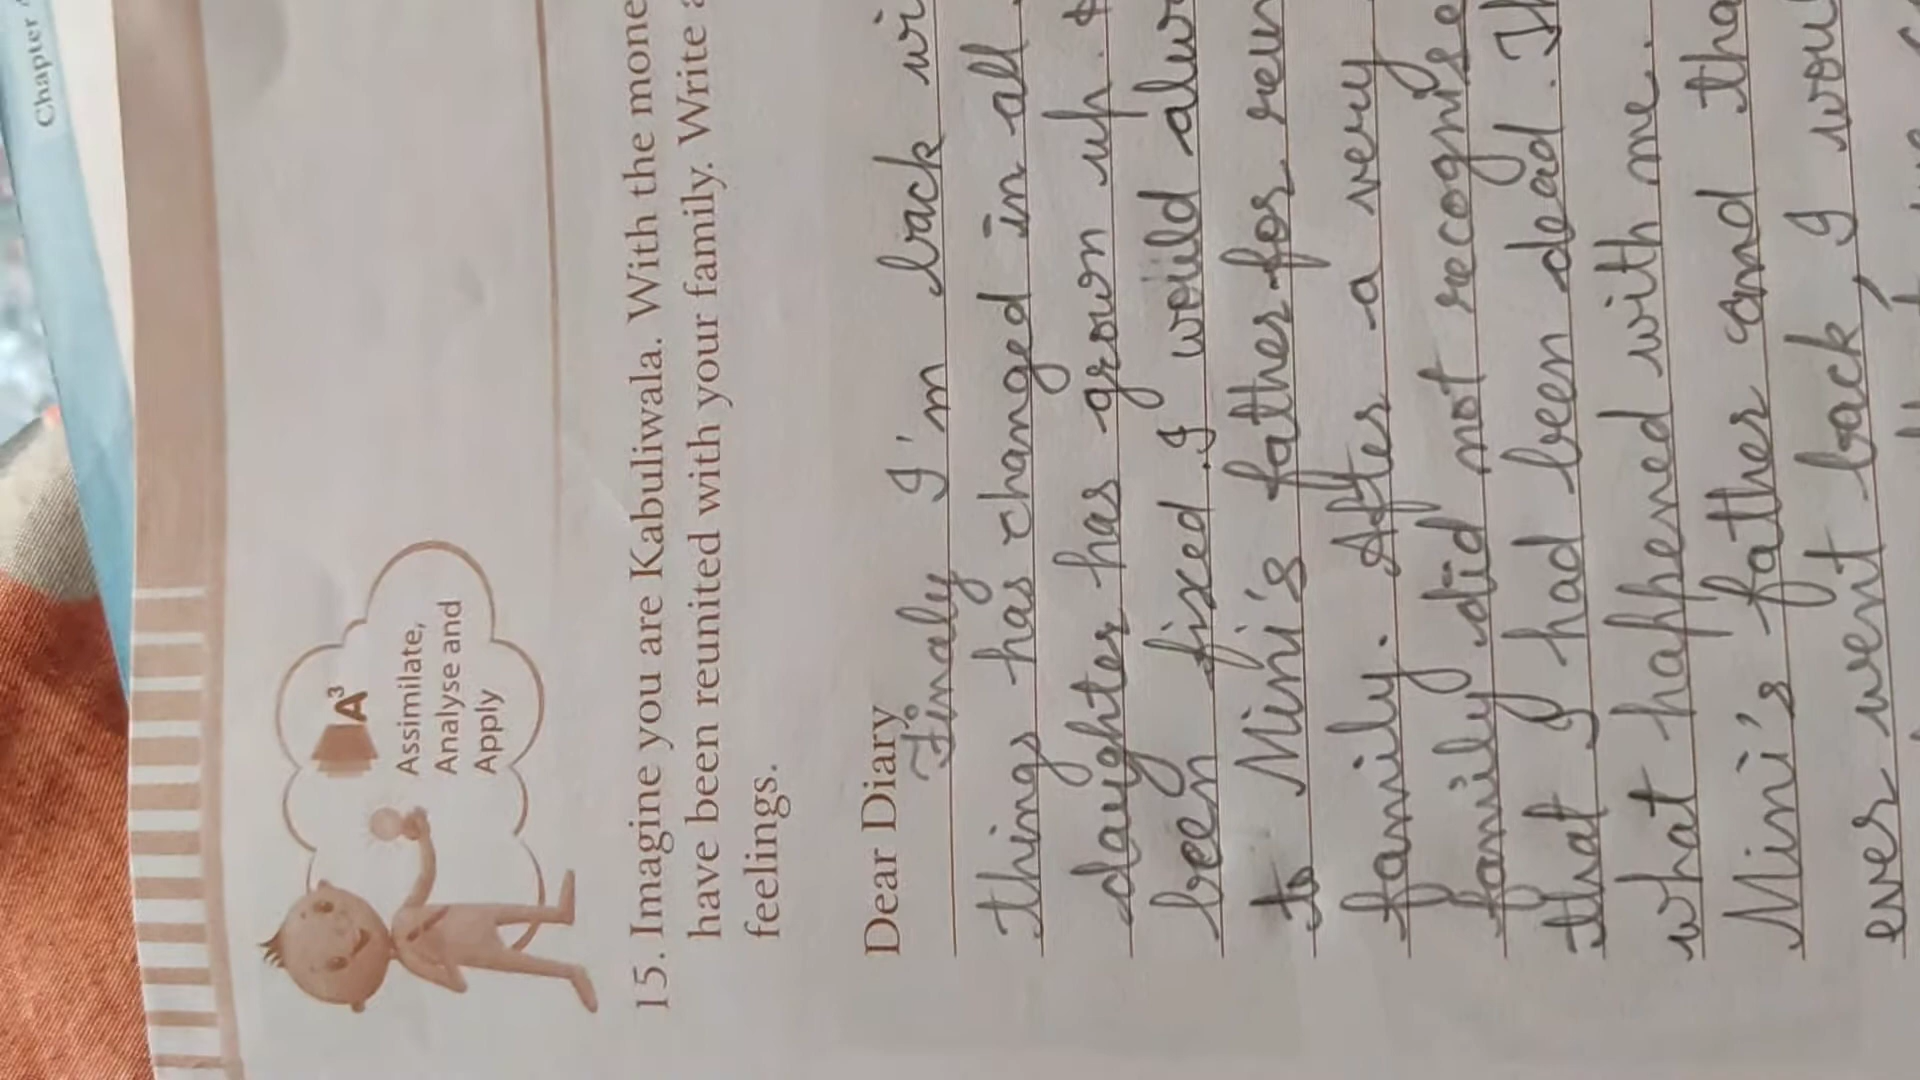 Chapter
A³
Assimilate,
Analyse and
Apply
15. Imagine you are Kabuliwala. With the mone
have been reunited with your family. Write a
feelings.
Dear Diary
Finaly I'm back wi
things has changed in all.
daughter has grown up.
been fixed. I would alwa
to Mini's father for reun
family. After a very
family did not recognise
that I had been dead. Th
what happened with me.
Mini's father and tha
ever went back, I woul